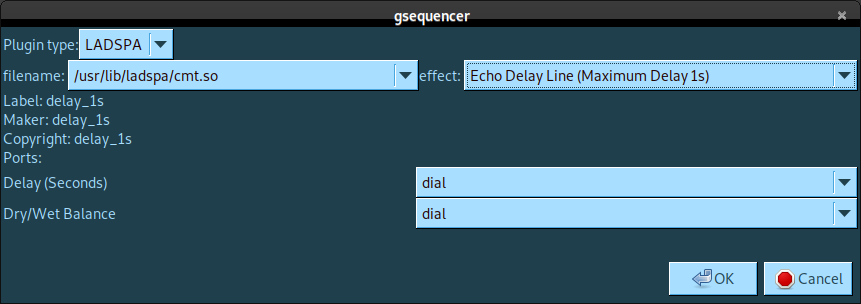 gsequencer
Plugin type: LADSPA
filename: /usr/lib/ladspa/cmt.so effect: Echo Delay Line (Maximum Delay 1s)
Label: delay_1s
Maker: delay_1s
Copyright: delay_1s
Ports:
Delay (Seconds) dial
Dry/Wet Balance dial
OK Cancel